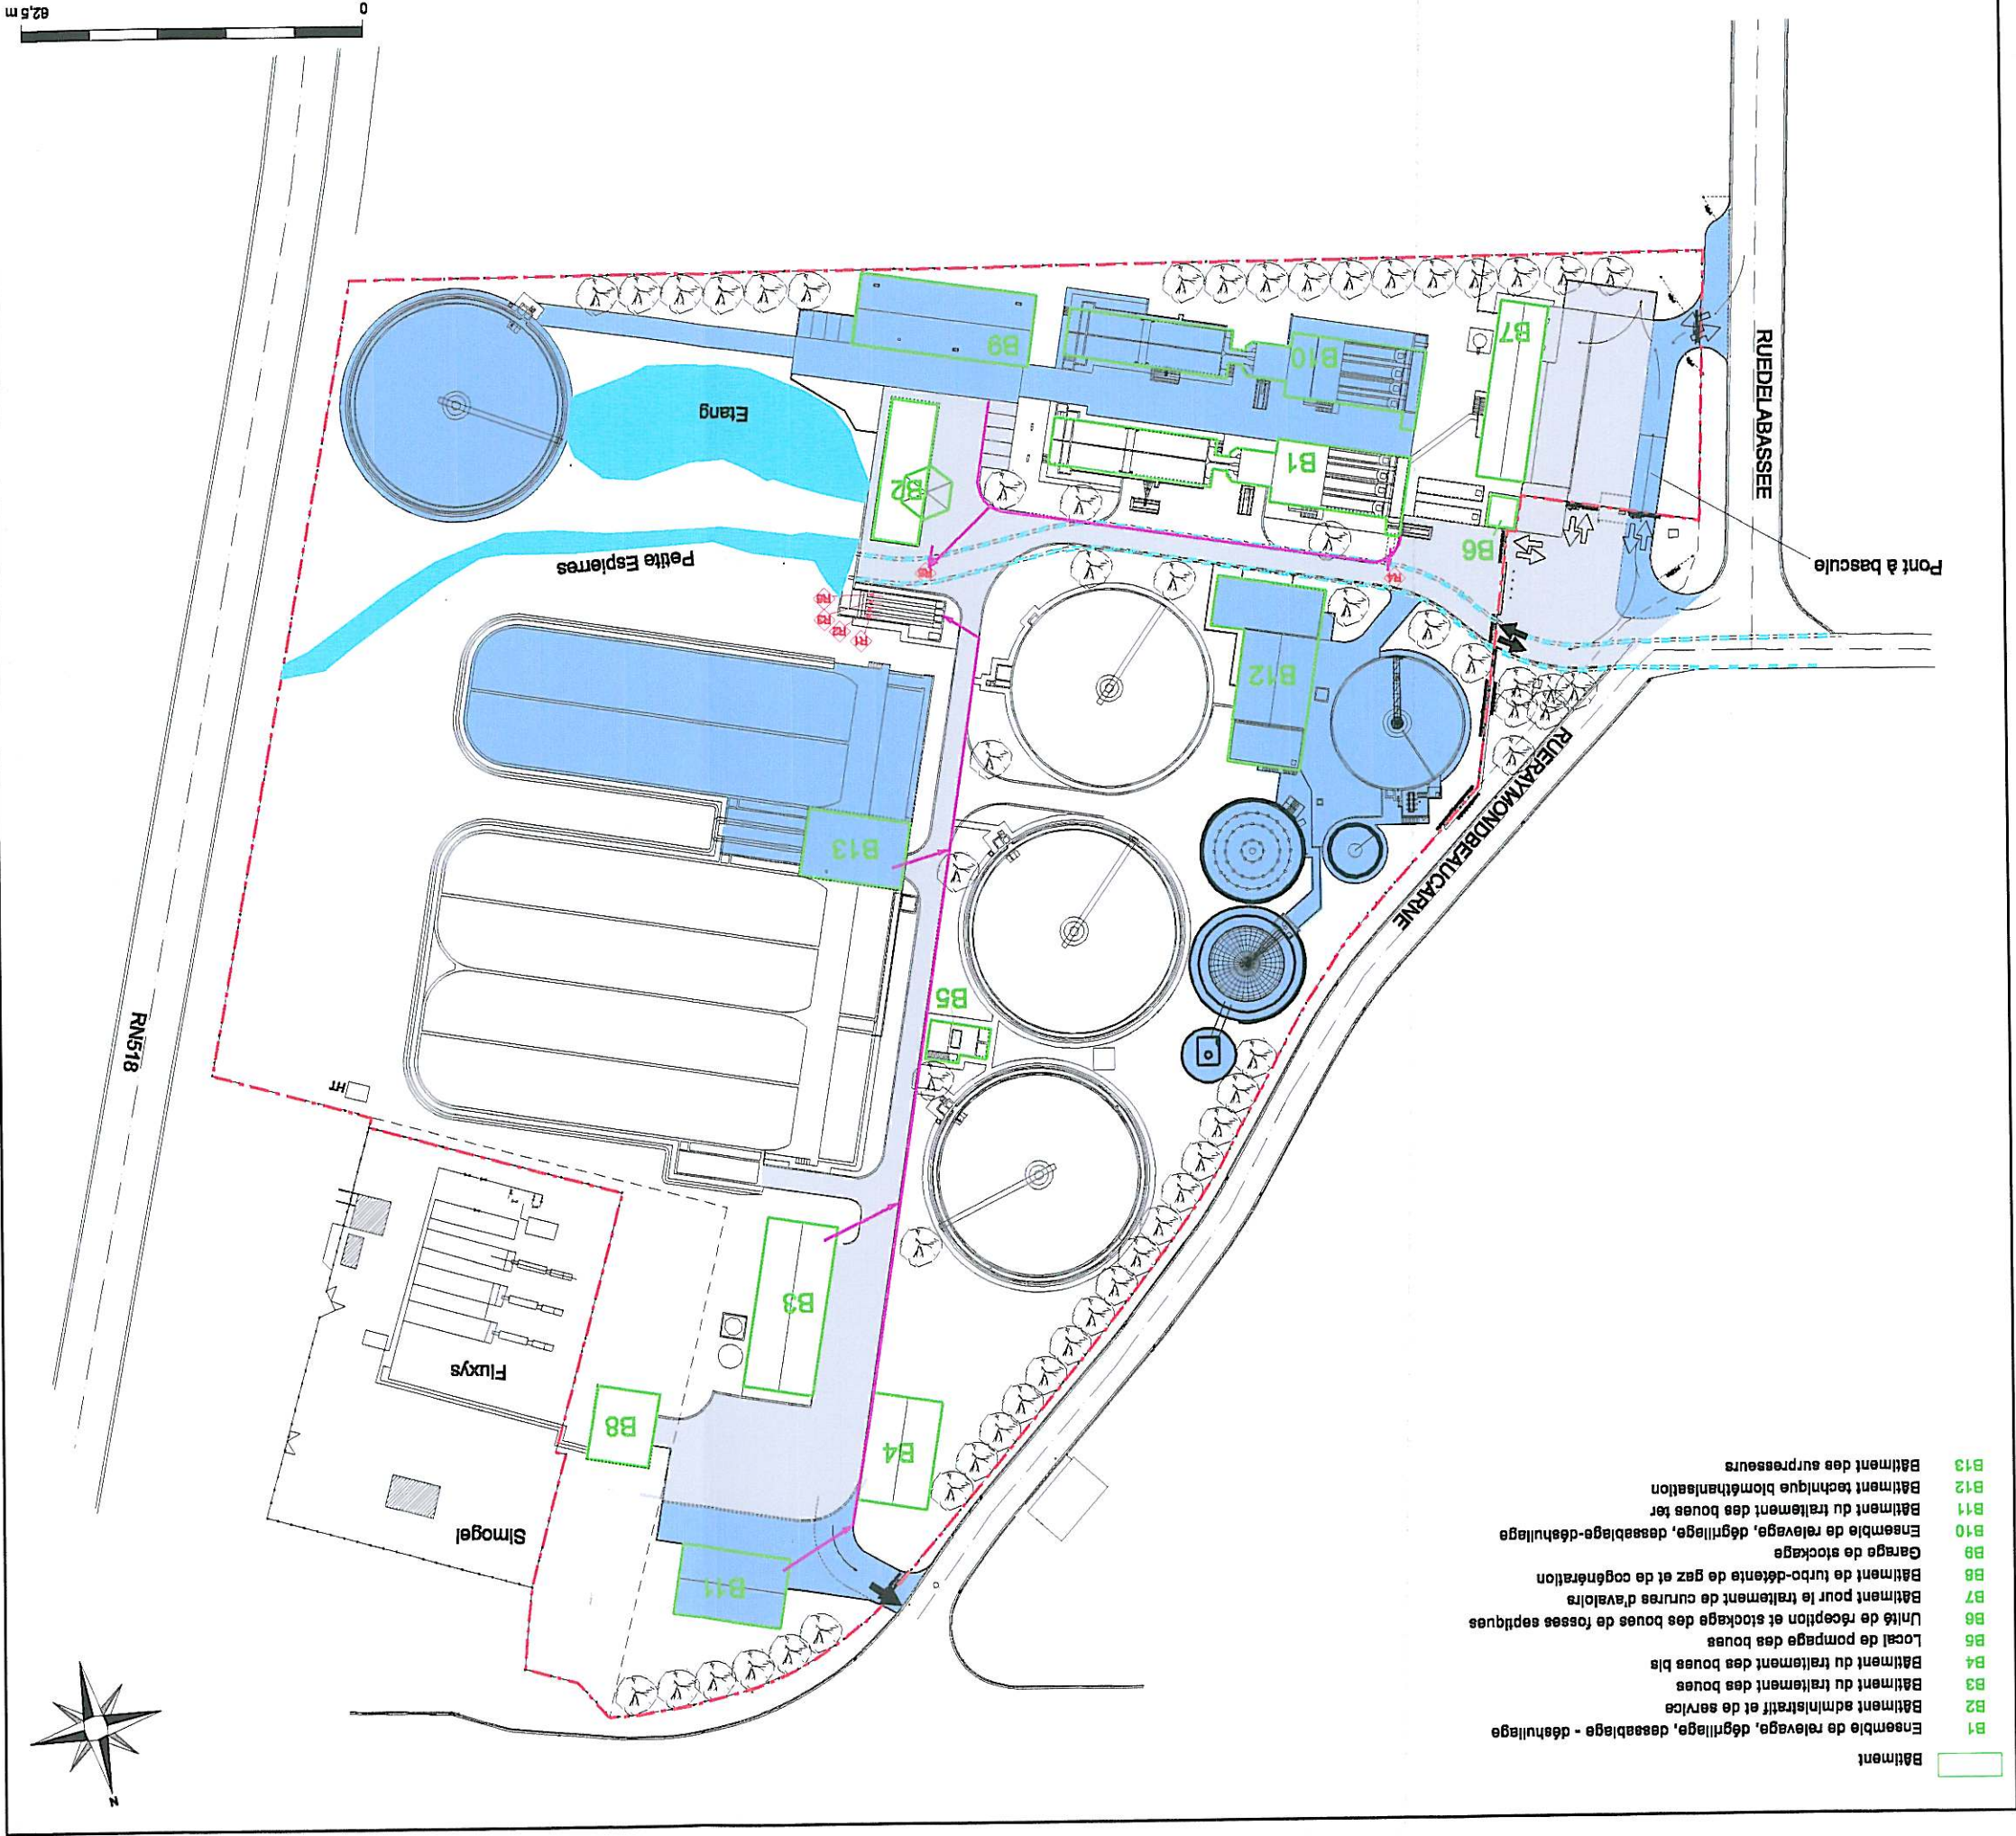 N
Bâtiment
B1 Ensemble de relevage, dégrillage, dessablage - déshuilage
B2 Bâtiment administratif et de service
B3 Bâtiment du traitement des boues
B4 Bâtiment du traitement des boues bis
B5 Local de pompage des boues
B6 Unité de réception et stockage des boues de fosses septiques
B7 Bâtiment pour le traitement de curures d'avaloirs
B8 Bâtiment de turbo-détente de gaz et de cogénération
B9 Garage de stockage
B10 Ensemble de relevage, dégrillage, dessablage-déshuilage
B11 Bâtiment du traitement des boues ter
B12 Bâtiment technique biométhanisation
B13 Bâtiment des surpresseurs
B11
Simogel
B4
B8
Fluxys
B3
HT
RN518
B5
RUERAYMONDBEAUCARNE
B13
B12
R1
R2
R3
R5
R4
Pont à bascule
Petite Espierres
B6
B2
B1
RUEDELABASSEE
Etang
B10
B9
B7
0
62,5 m